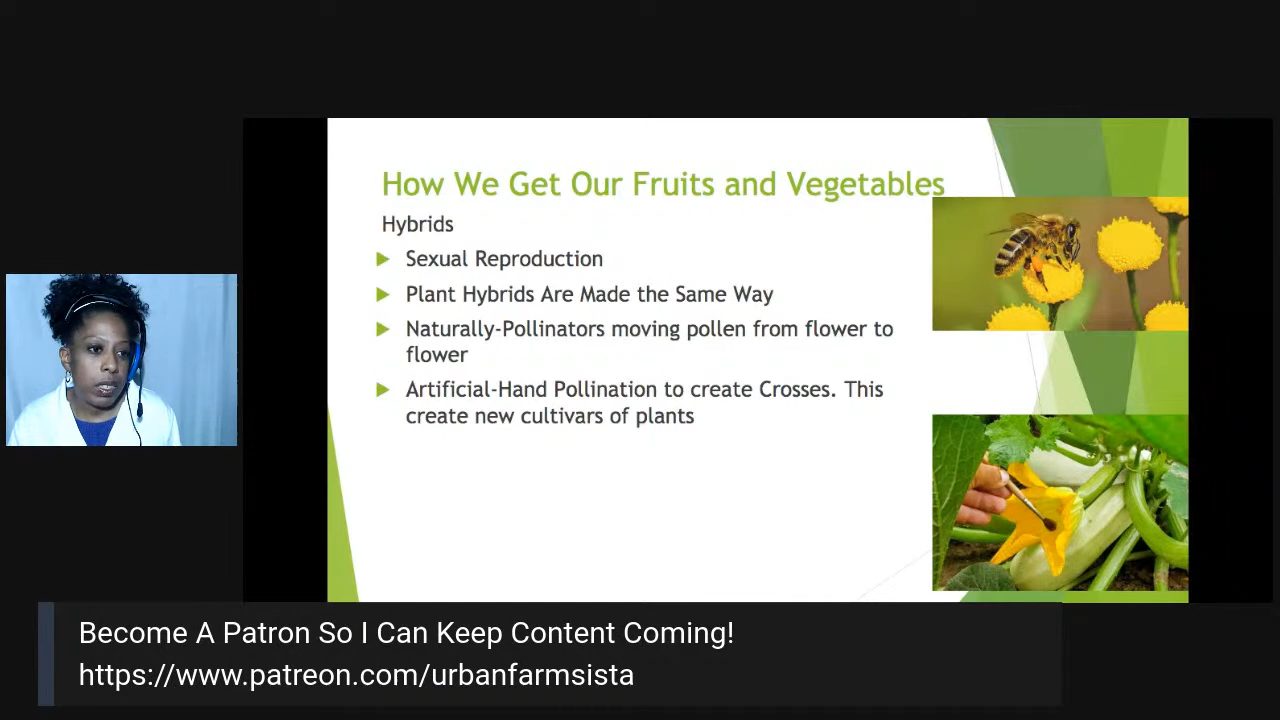 How We Get Our Fruits and Vegetables
Hybrids
Sexual Reproduction
Plant Hybrids Are Made the Same Way
Naturally-Pollinators moving pollen from flower to
flower
Artificial-Hand Pollination to create Crosses. This
create new cultivars of plants
Become A Patron So I Can Keep Content Coming!
https://www.patreon.com/urbanfarmsista